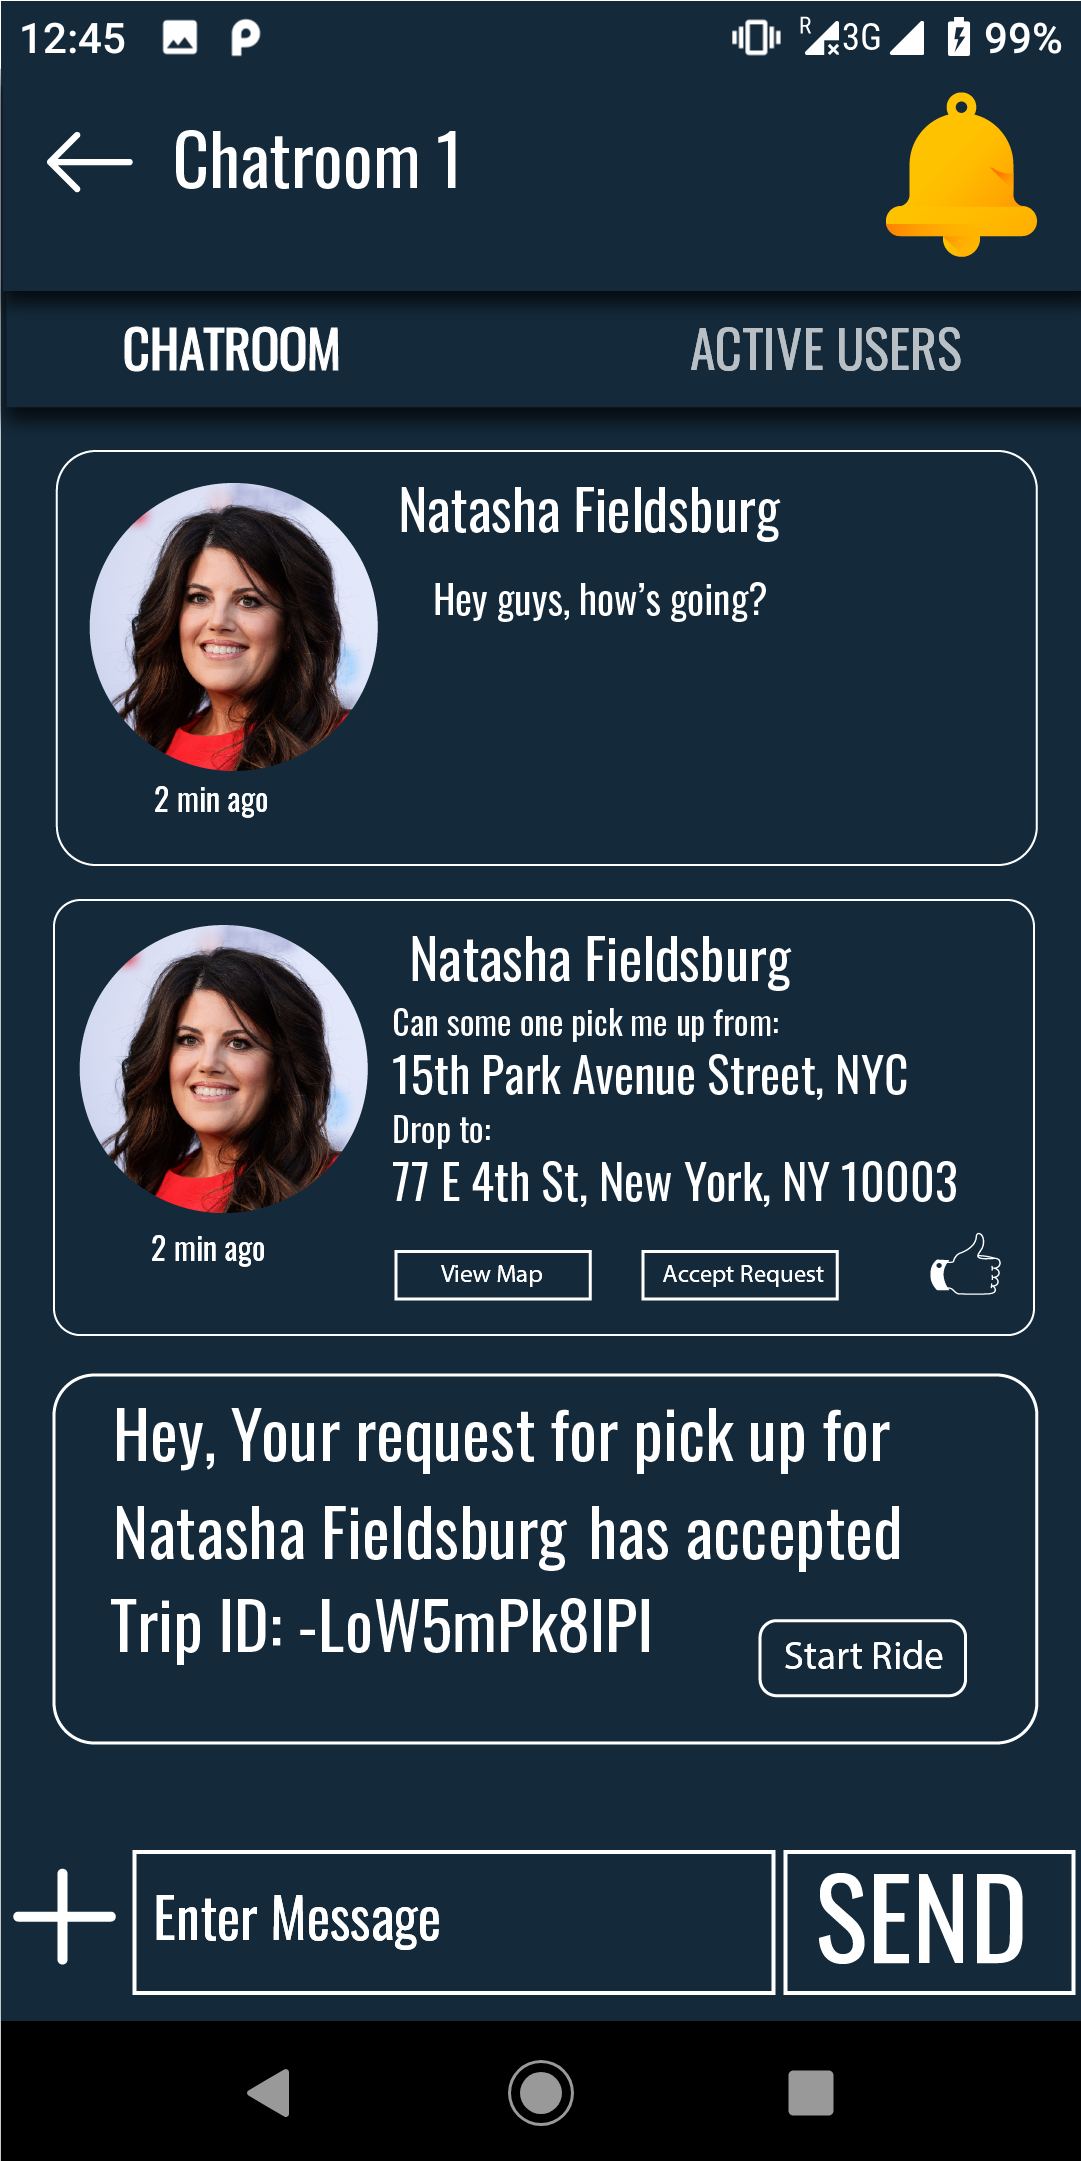 12:45 R 3G 99%
Chatroom 1
CHATROOM ACTIVE USERS
Natasha Fieldsburg
Hey guys, how’s going?
2 min ago
Natasha Fieldsburg
Can some one pick me up from:
15th Park Avenue Street, NYC
Drop to:
77 E 4th St, New York, NY 10003
2 min ago
View Map Accept Request
Hey, Your request for pick up for
Natasha Fieldsburg has accepted
Trip ID: -LoW5mPk8IPI
Start Ride
Enter Message SEND